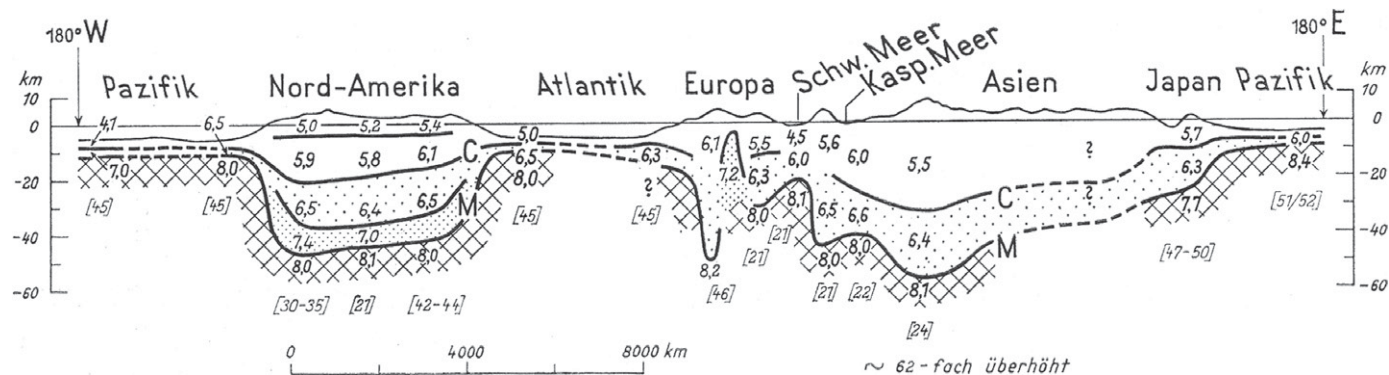 180° W
180° E
Schw. Meer
Kasp. Meer
km
Pazifik Nord-Amerika Atlantik Europa Asien Japan Pazifik
km
10
10
0
0
-20
-20
-40
-40
-60
-60
4,1 6,5 5,0 5,2 5,4 5,0 4,5 5,6 5,7 6,0
7,0 8,0 5,9 5,8 6,1 C 6,5 6,3 6,1 7,2 5,5 6,0 6,0 5,5 ? 6,3 8,4
8,0 ? 6,3 8,1 C ? 7,7
6,5 6,4 6,5 M 8,0 6,5 6,6 6,4 M
7,4 7,0
8,0 8,1 8,0 8,2 8,0 8,0 8,1
[45] [45] [45] [45] [21] [21] [51/52]
[30-35] [21] [42-44] [46] [21] [22] [47-50]
[24]
0 4000 8000 km
~ 62-fach überhöht